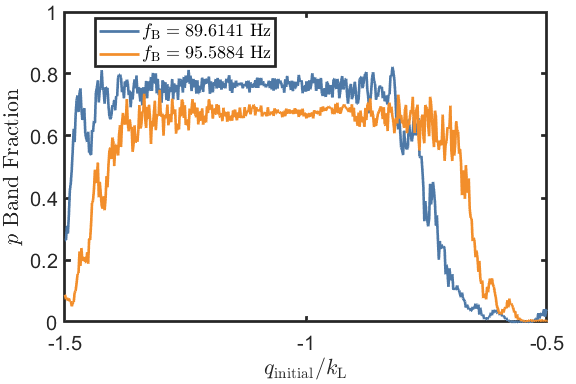 f_B = 89.6141 Hz
f_B = 95.5884 Hz
1
0.8
0.6
0.4
0.2
0
p Band Fraction
-1.5
-1
-0.5
q_initial/k_L